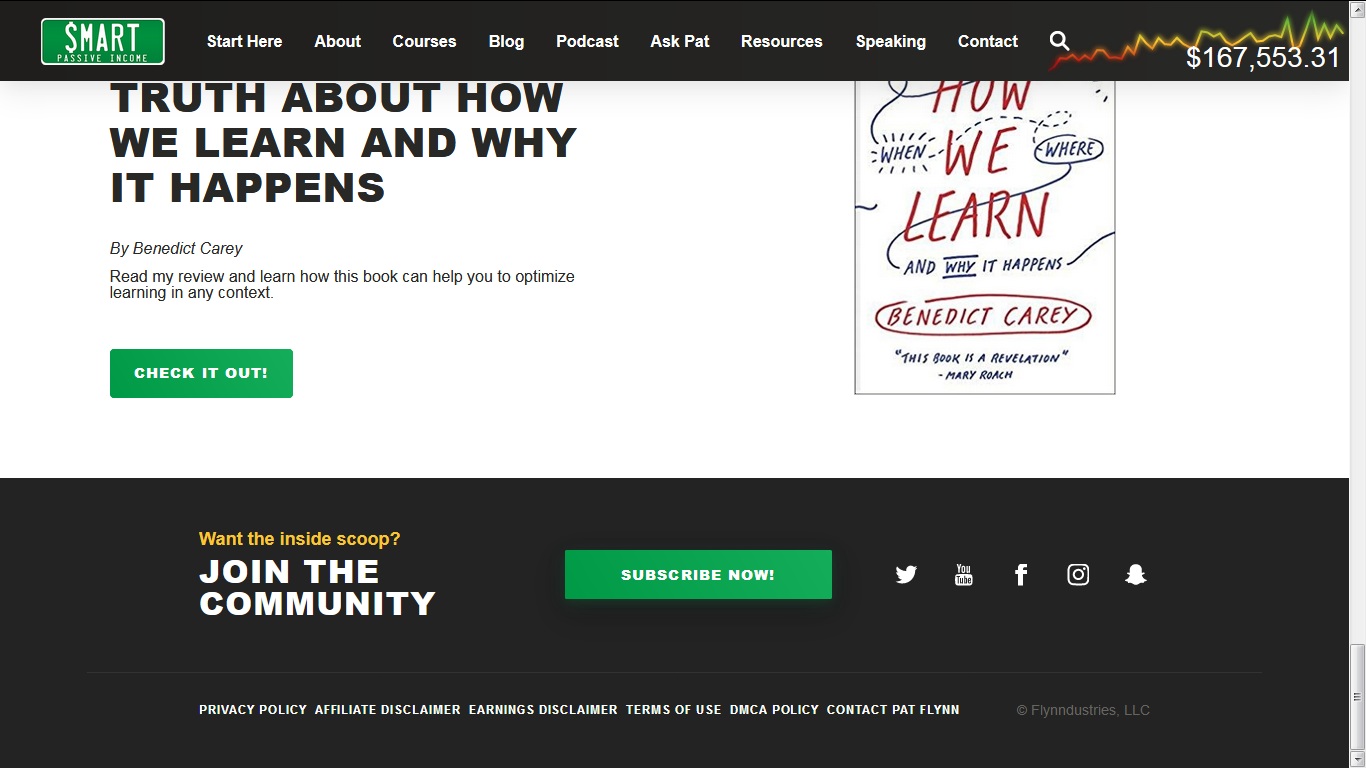 $MART
PASSIVE INCOME
Start Here
About
Courses
Blog
Podcast
Ask Pat
Resources
Speaking
Contact
$167,553.31
TRUTH ABOUT HOW
WE LEARN AND WHY
IT HAPPENS
By Benedict Carey
Read my review and learn how this book can help you to optimize
learning in any context.
CHECK IT OUT!
HOW
WHEN WE WHERE
LEARN
AND WHY IT HAPPENS
BENEDICT CAREY
"THIS BOOK IS A REVELATION"
- MARY ROACH
Want the inside scoop?
JOIN THE
COMMUNITY
SUBSCRIBE NOW!
You
Tube
PRIVACY POLICY AFFILIATE DISCLAIMER EARNINGS DISCLAIMER TERMS OF USE DMCA POLICY CONTACT PAT FLYNN
© Flynndustries, LLC